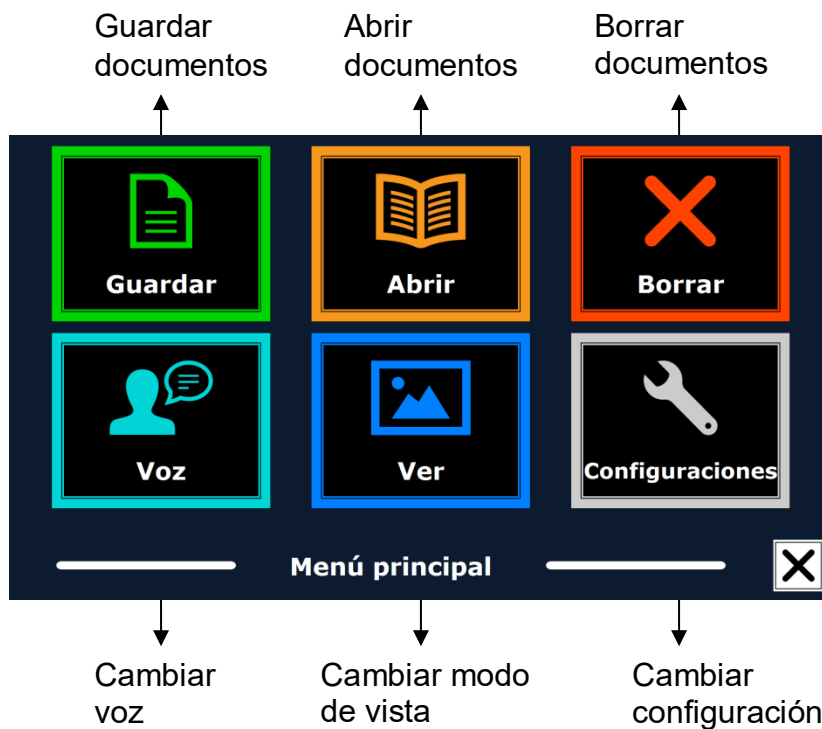 Guardar
documentos
Abrir
documentos
Borrar
documentos
Guardar
Abrir
Borrar
Voz
Ver
Configuraciones
Menú principal
Cambiar
voz
Cambiar modo
de vista
Cambiar
configuración